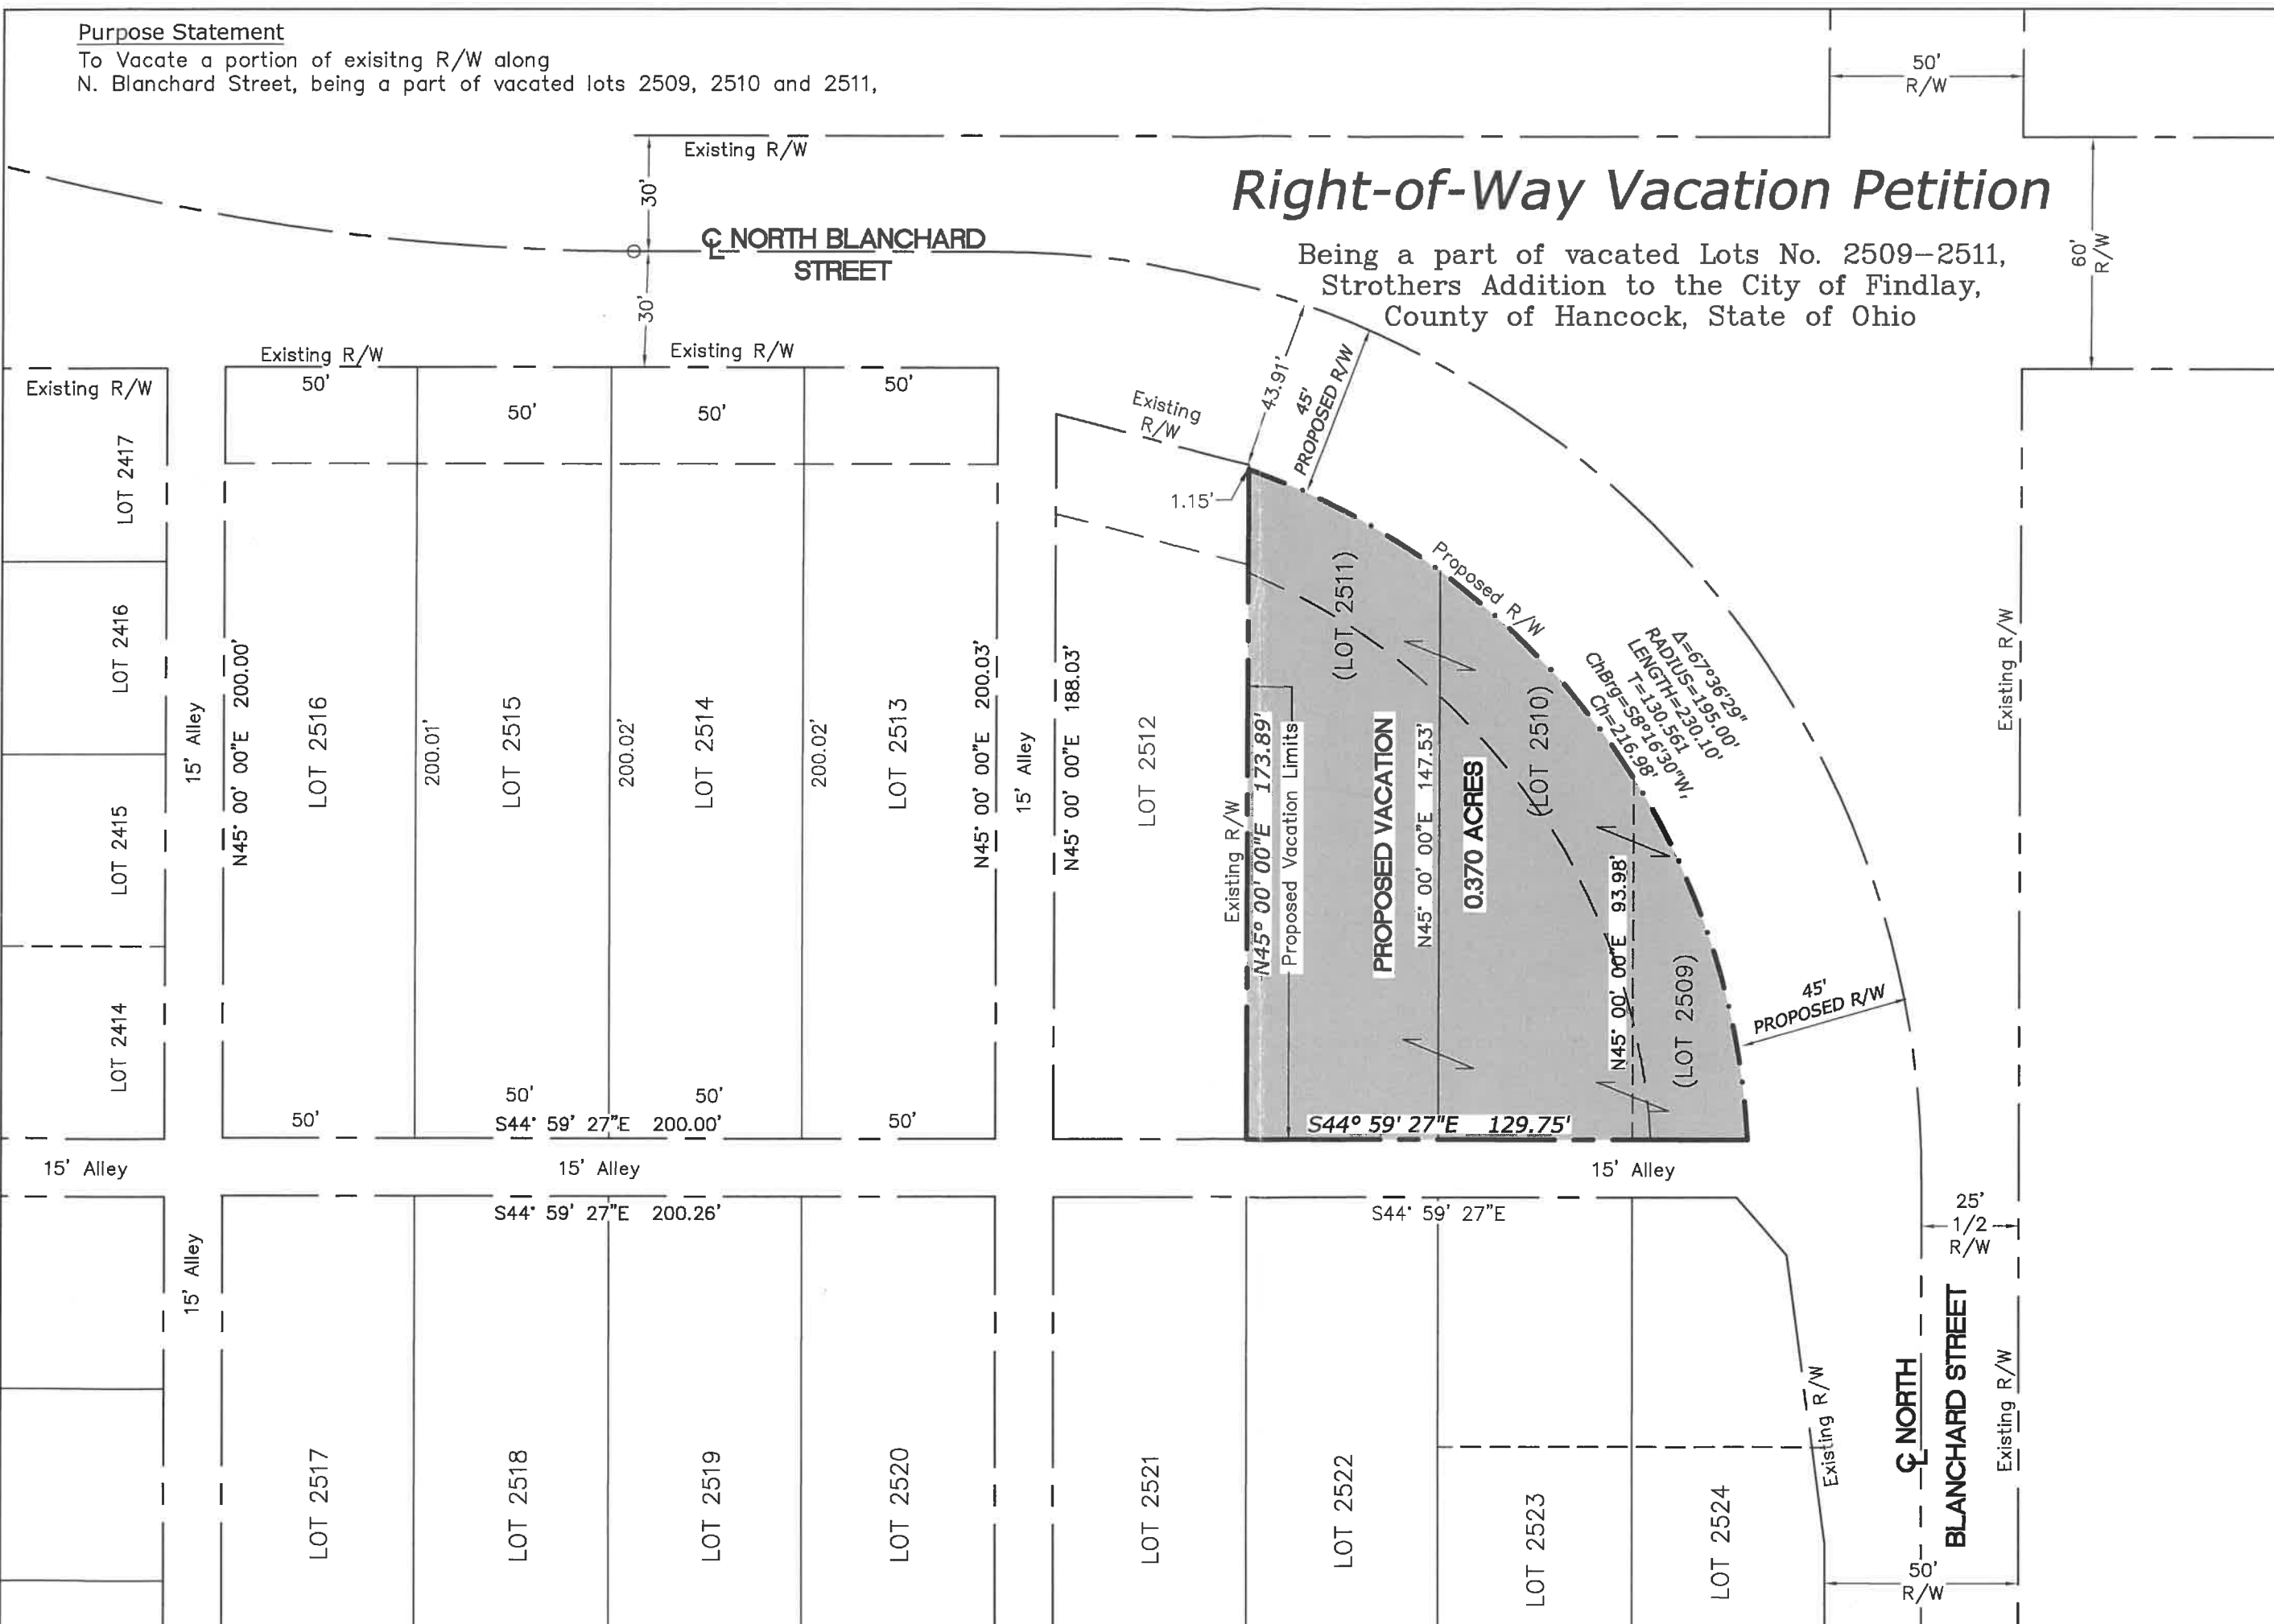 Purpose Statement
To Vacate a portion of exisitng R/W along
N. Blanchard Street, being a part of vacated lots 2509, 2510 and 2511,
50'
R/W
Existing R/W
30'
Right-of-Way Vacation Petition
Being a part of vacated Lots No. 2509-2511,
Strothers Addition to the City of Findlay,
County of Hancock, State of Ohio
60'
R/W
℄ NORTH BLANCHARD
STREET
30'
Existing R/W
Existing R/W
Existing R/W
50'
50'
50'
50'
Existing
R/W
43.91'
45'
PROPOSED R/W
1.15'
LOT 2417
LOT 2416
LOT 2415
LOT 2414
15' Alley
N45° 00' 00"E 200.00'
LOT 2516
200.01'
LOT 2515
200.02'
LOT 2514
200.02'
LOT 2513
N45° 00' 00"E 200.03'
15' Alley
N45° 00' 00"E 188.03'
LOT 2512
Existing R/W
N45° 00' 00"E 173.89'
Proposed Vacation Limits
(LOT 2511)
PROPOSED VACATION
N45° 00' 00"E 147.53'
0.370 ACRES
(LOT 2510)
Proposed R/W
N45° 00' 00"E 93.98'
(LOT 2509)
Δ=67°36'29"
RADIUS=195.00'
LENGTH=230.10'
T=130.561
ChBrg=S8°16'30"W,
Ch=216.98'
Existing R/W
45'
PROPOSED R/W
50'
50'
50'
50'
S44° 59' 27"E 200.00'
S44° 59' 27"E 129.75'
15' Alley
15' Alley
15' Alley
S44° 59' 27"E 200.26'
S44° 59' 27"E
25'
1/2
R/W
15' Alley
LOT 2517
LOT 2518
LOT 2519
LOT 2520
LOT 2521
LOT 2522
LOT 2523
LOT 2524
Existing R/W
℄ NORTH
BLANCHARD STREET
Existing R/W
50'
R/W